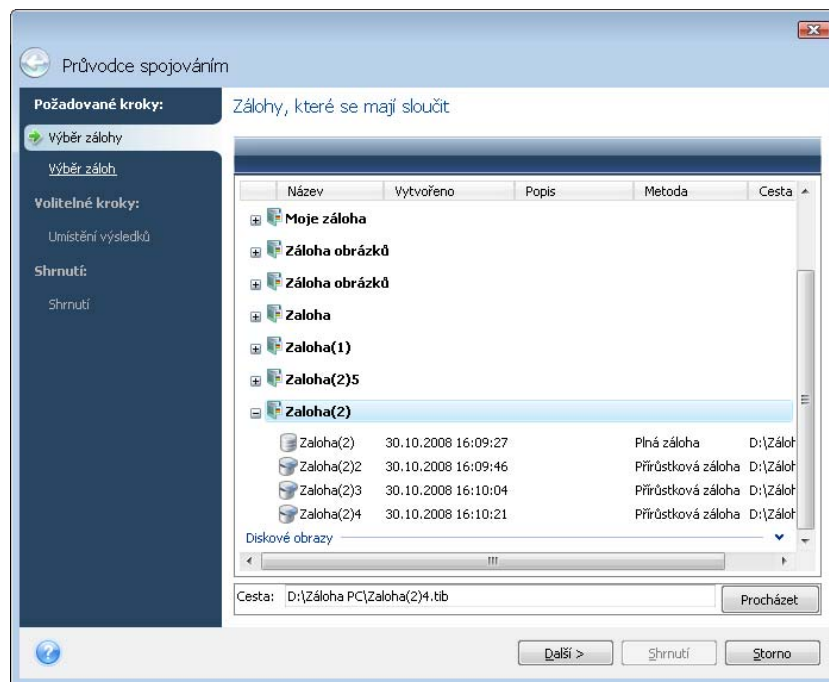 Průvodce spojováním
Požadované kroky:
Výběr zálohy
Výběr záloh
Volitelné kroky:
Umístění výsledků
Shrnutí:
Shrnutí
Zálohy, které se mají sloučit
Název Vytvořeno Popis Metoda Cesta
Moje záloha
Záloha obrázků
Záloha obrázků
Zaloha
Zaloha(1)
Zaloha(2)5
Zaloha(2)
Zaloha(2) 30.10.2008 16:09:27 Plná záloha D:\Záloh
Zaloha(2)2 30.10.2008 16:09:46 Přírůstková záloha D:\Záloh
Zaloha(2)3 30.10.2008 16:10:04 Přírůstková záloha D:\Záloh
Zaloha(2)4 30.10.2008 16:10:21 Přírůstková záloha D:\Záloh
Diskové obrazy
Cesta: D:\Záloha PC\Zaloha(2)4.tib Procházet
Další > Shrnutí Storno